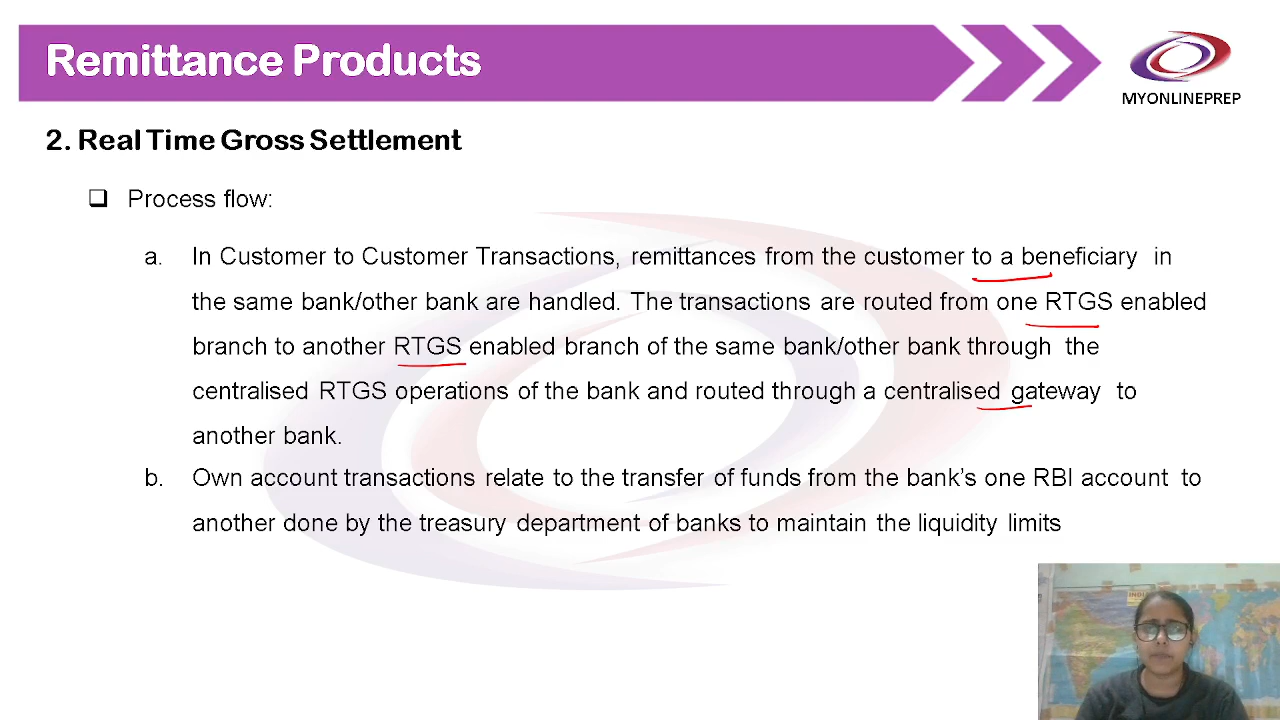 Remittance Products
MYONLINEPREP
2. Real Time Gross Settlement
❑ Process flow:
a. In Customer to Customer Transactions, remittances from the customer to a beneficiary in
the same bank/other bank are handled. The transactions are routed from one RTGS enabled
branch to another RTGS enabled branch of the same bank/other bank through the
centralised RTGS operations of the bank and routed through a centralised gateway to
another bank.
b. Own account transactions relate to the transfer of funds from the bank’s one RBI account to
another done by the treasury department of banks to maintain the liquidity limits